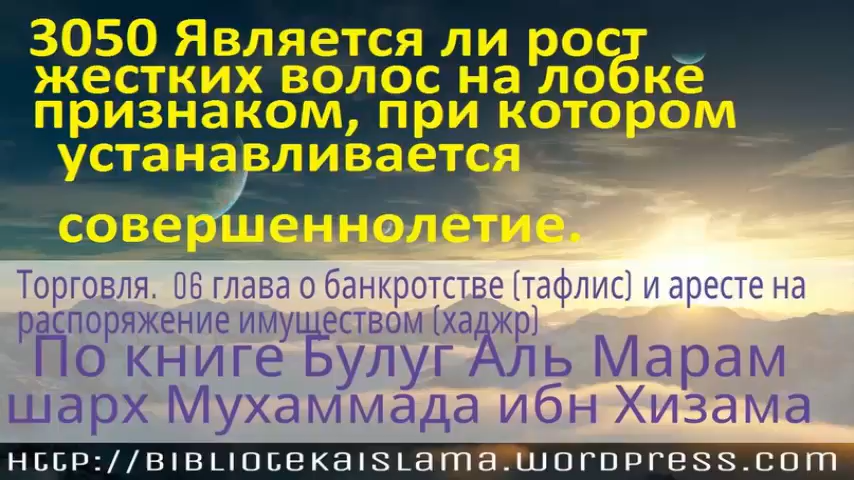 3050 Является ли рост
жестких волос на лобке
признаком, при котором
устанавливается
совершеннолетие.
Торговля. 06 глава о банкротстве (тафлис) и аресте на
распоряжение имуществом (хаджр)
По книге Булуг Аль Марам
шарх Мухаммада ибн Хизама
HTTP://BIBLIOTEKAISLAMA.WORDPRESS.COM